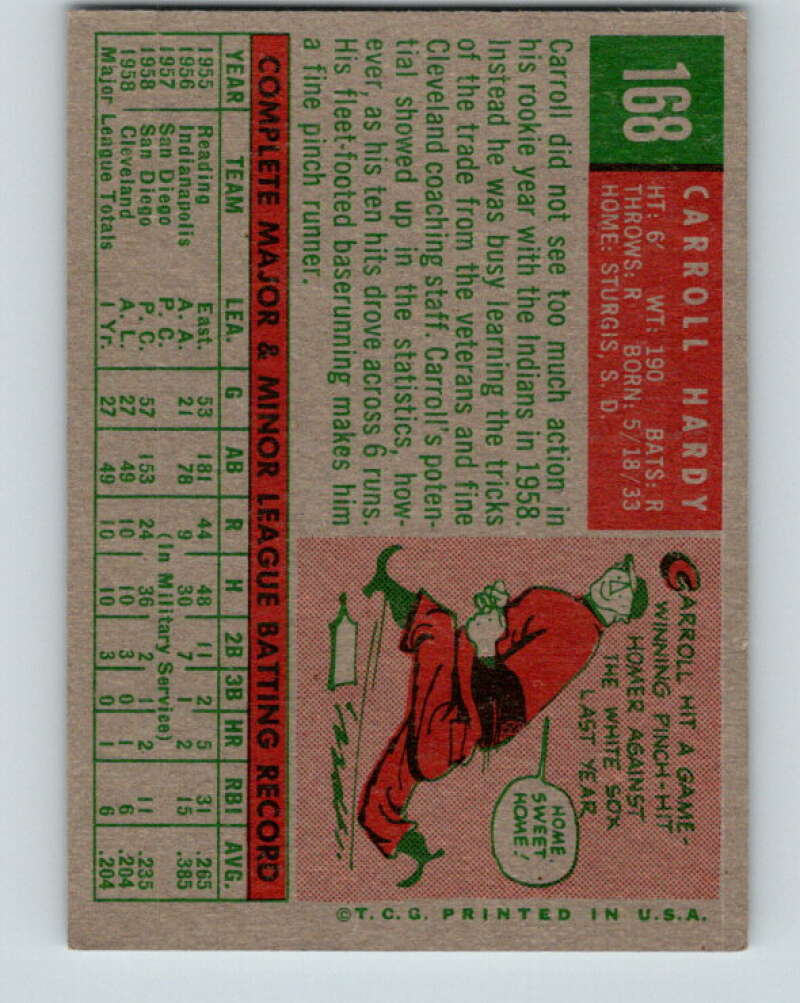 168
CARROLL HARDY
HT: 6' WT: 190 BATS: R
THROWS: R BORN: 5/18/33
HOME: STURGIS, S. D.
Carroll did not see too much action in
his rookie year with the Indians in 1958.
Instead he was busy learning the tricks
of the trade from the veterans and fine
Cleveland coaching staff. Carroll's poten-
tial showed up in the statistics, how-
ever, as his ten hits drove across 6 runs.
His fleet-footed baserunning makes him
a fine pinch runner.
CARROLL HIT A GAME-
WINNING PINCH-HIT
HOMER AGAINST
THE WHITE SOX
LAST YEAR
HOME,
SWEET
HOME!
COMPLETE MAJOR & MINOR LEAGUE BATTING RECORD
YEAR TEAM LEA. G AB R H 2B 3B HR RBI AVG.
1955 Reading East. 53 181 44 48 11 2 5 31 .265
1956 Indianapolis A. A. 21 78 9 30 7 1 2 15 .385
1957 San Diego P. C. (In Military Service)
1958 San Diego P. C. 57 153 24 36 2 1 2 11 .235
1958 Cleveland A. L. 27 49 10 10 3 0 1 6 .204
Major League Totals 1 Yr. 27 49 10 10 3 0 1 6 .204
©T.C.G. PRINTED IN U.S.A.